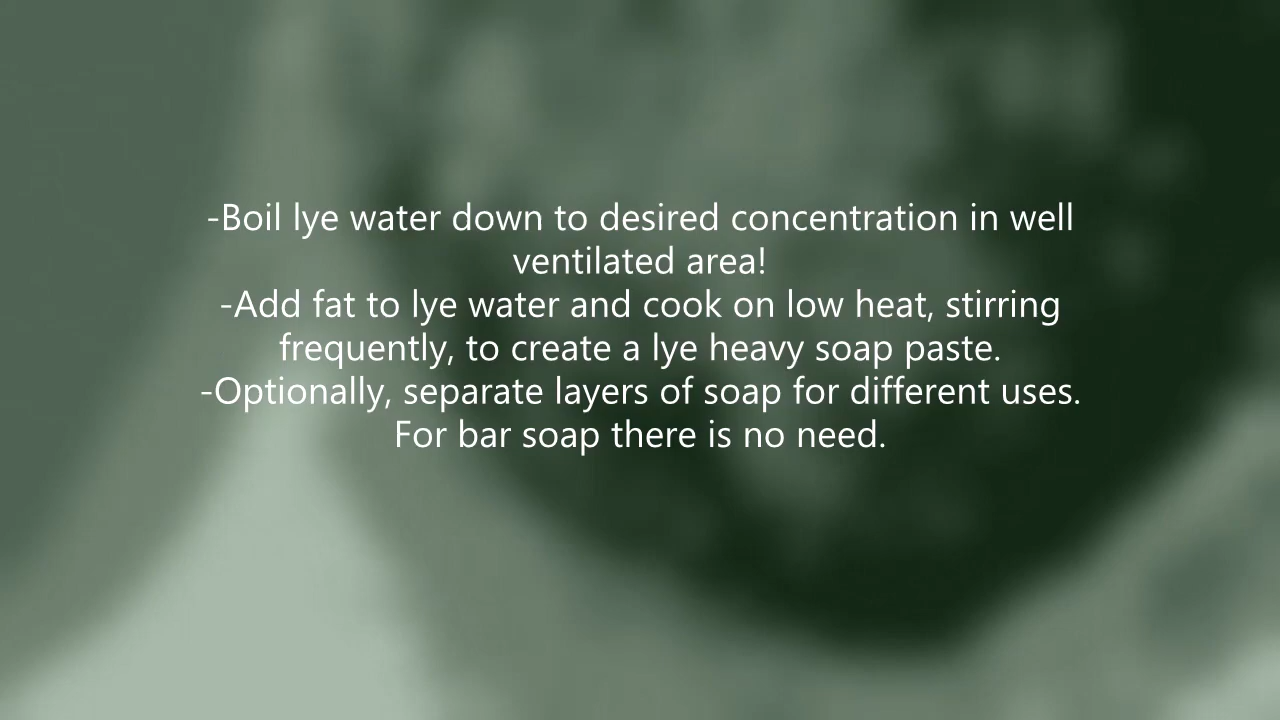 -Boil lye water down to desired concentration in well
ventilated area!
-Add fat to lye water and cook on low heat, stirring
frequently, to create a lye heavy soap paste.
-Optionally, separate layers of soap for different uses.
For bar soap there is no need.